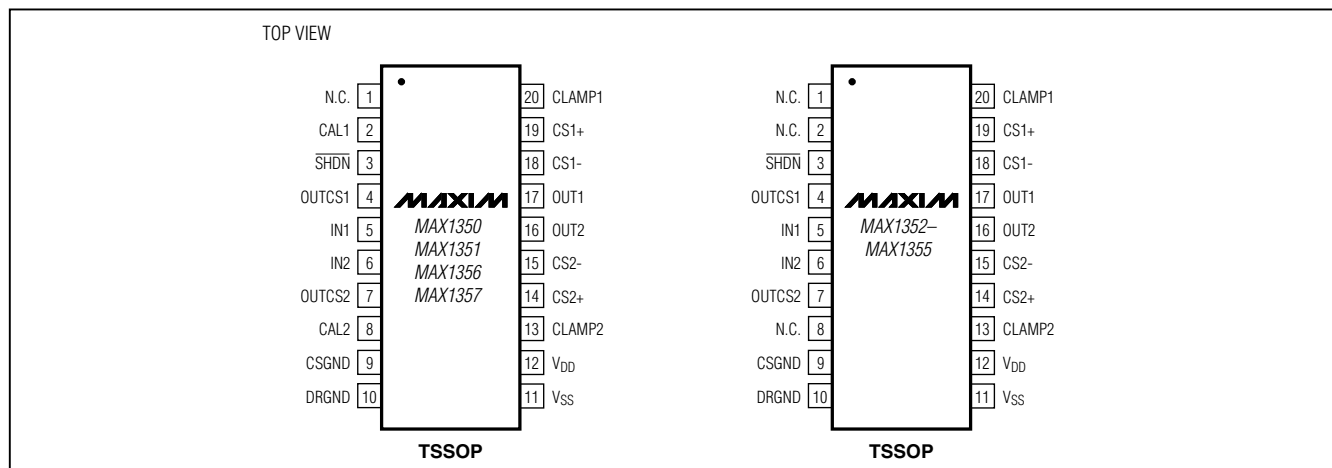 TOP VIEW
N.C. 1
CAL1 2
SHDN 3
OUTCS1 4
IN1 5
IN2 6
OUTCS2 7
CAL2 8
CSGND 9
DRGND 10
MAXIM
MAX1350
MAX1351
MAX1356
MAX1357
20 CLAMP1
19 CS1+
18 CS1-
17 OUT1
16 OUT2
15 CS2-
14 CS2+
13 CLAMP2
12 VDD
11 VSS
TSSOP
N.C. 1
N.C. 2
SHDN 3
OUTCS1 4
IN1 5
IN2 6
OUTCS2 7
N.C. 8
CSGND 9
DRGND 10
MAXIM
MAX1352–
MAX1355
20 CLAMP1
19 CS1+
18 CS1-
17 OUT1
16 OUT2
15 CS2-
14 CS2+
13 CLAMP2
12 VDD
11 VSS
TSSOP